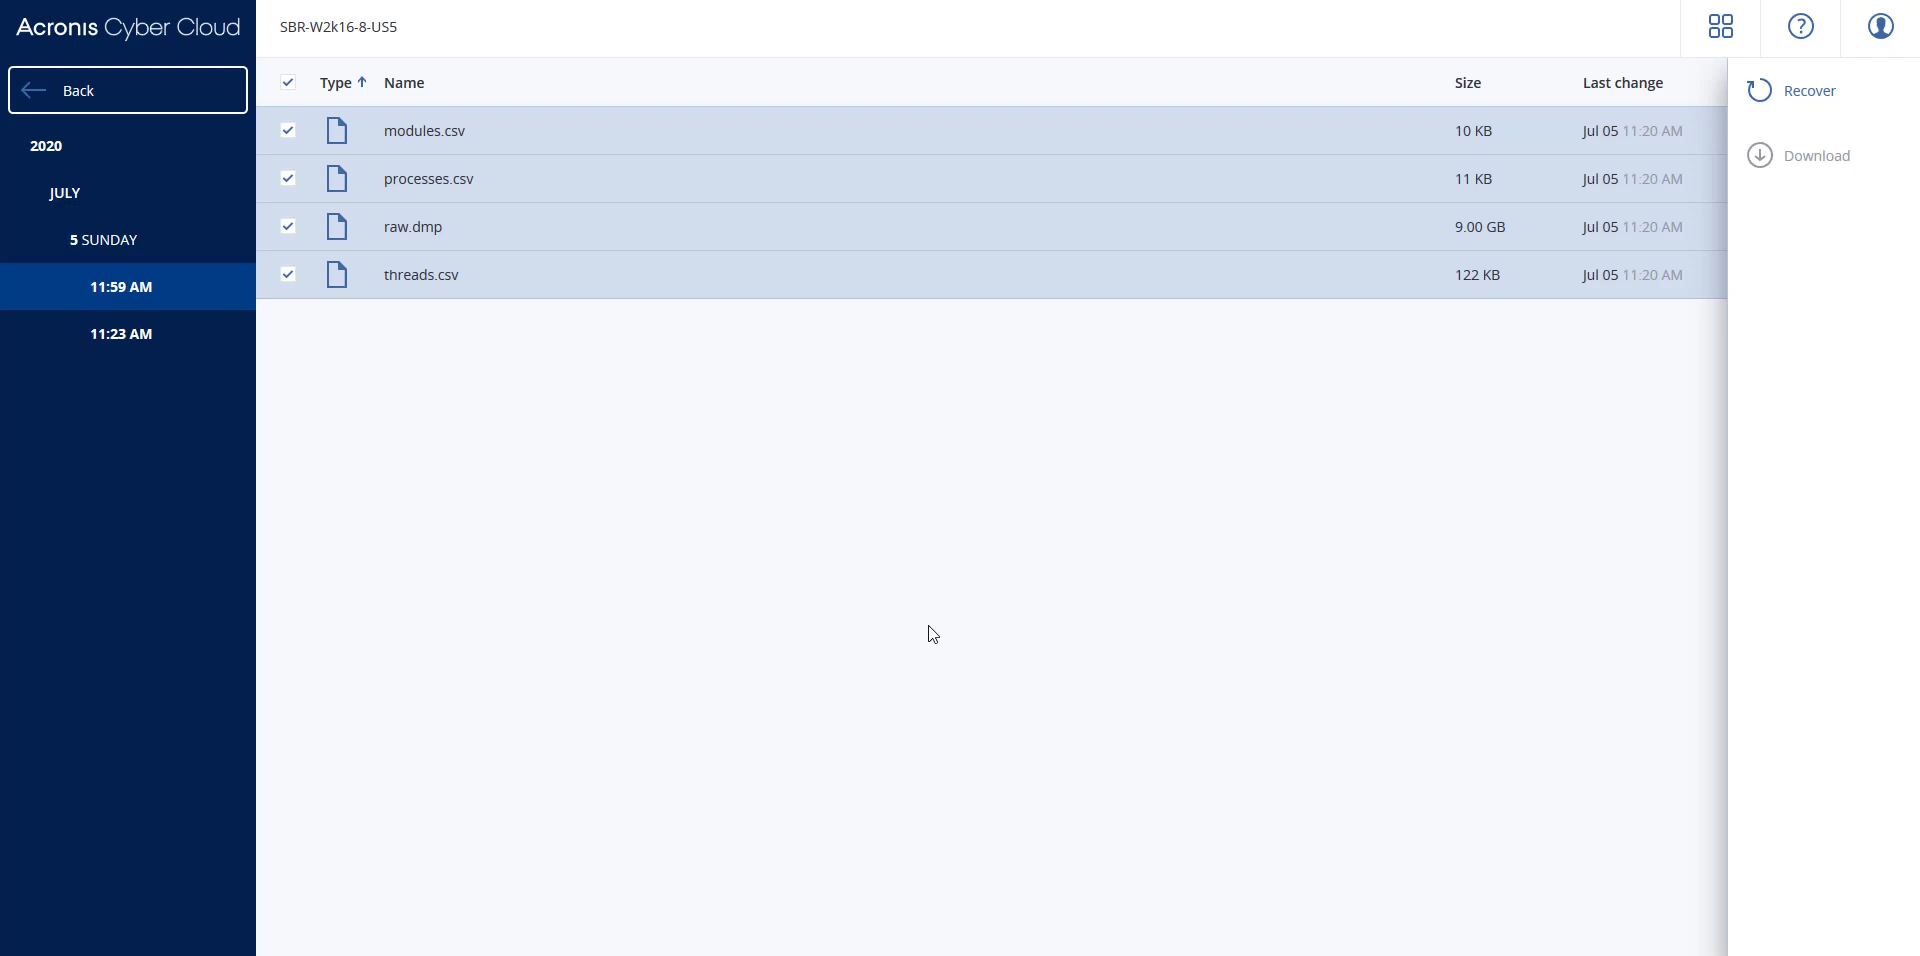 Acronis Cyber Cloud
SBR-W2k16-8-US5
Back
2020
JULY
5 SUNDAY
11:59 AM
11:23 AM
Type Name Size Last change
modules.csv 10 KB Jul 05 11:20 AM
processes.csv 11 KB Jul 05 11:20 AM
raw.dmp 9.00 GB Jul 05 11:20 AM
threads.csv 122 KB Jul 05 11:20 AM
Recover
Download